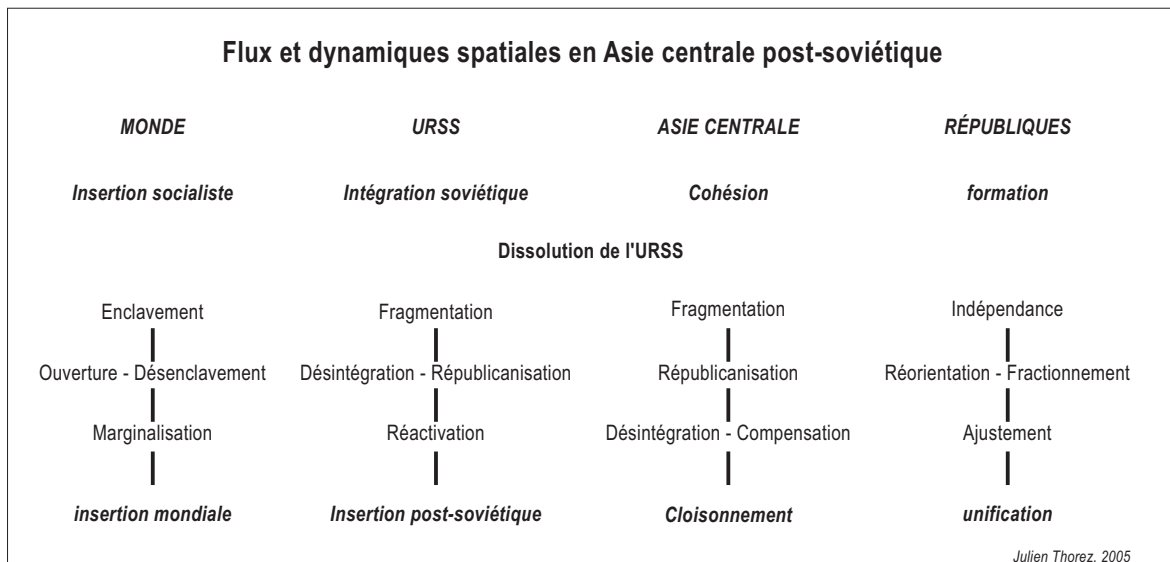 Flux et dynamiques spatiales en Asie centrale post-soviétique
MONDE URSS ASIE CENTRALE RÉPUBLIQUES
Insertion socialiste Intégration soviétique Cohésion formation
Dissolution de l'URSS
Enclavement Fragmentation Fragmentation Indépendance
Ouverture - Désenclavement Désintégration - Républicanisation Républicanisation Réorientation - Fractionnement
Marginalisation Réactivation Désintégration - Compensation Ajustement
insertion mondiale Insertion post-soviétique Cloisonnement unification
Julien Thorez, 2005